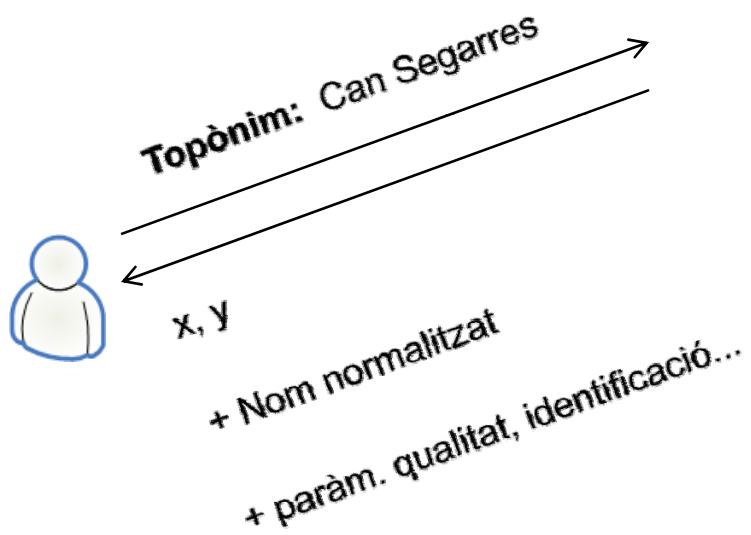 Topònim: Can Segarres
x, y
+ Nom normalitzat
+ paràm. qualitat, identificació...